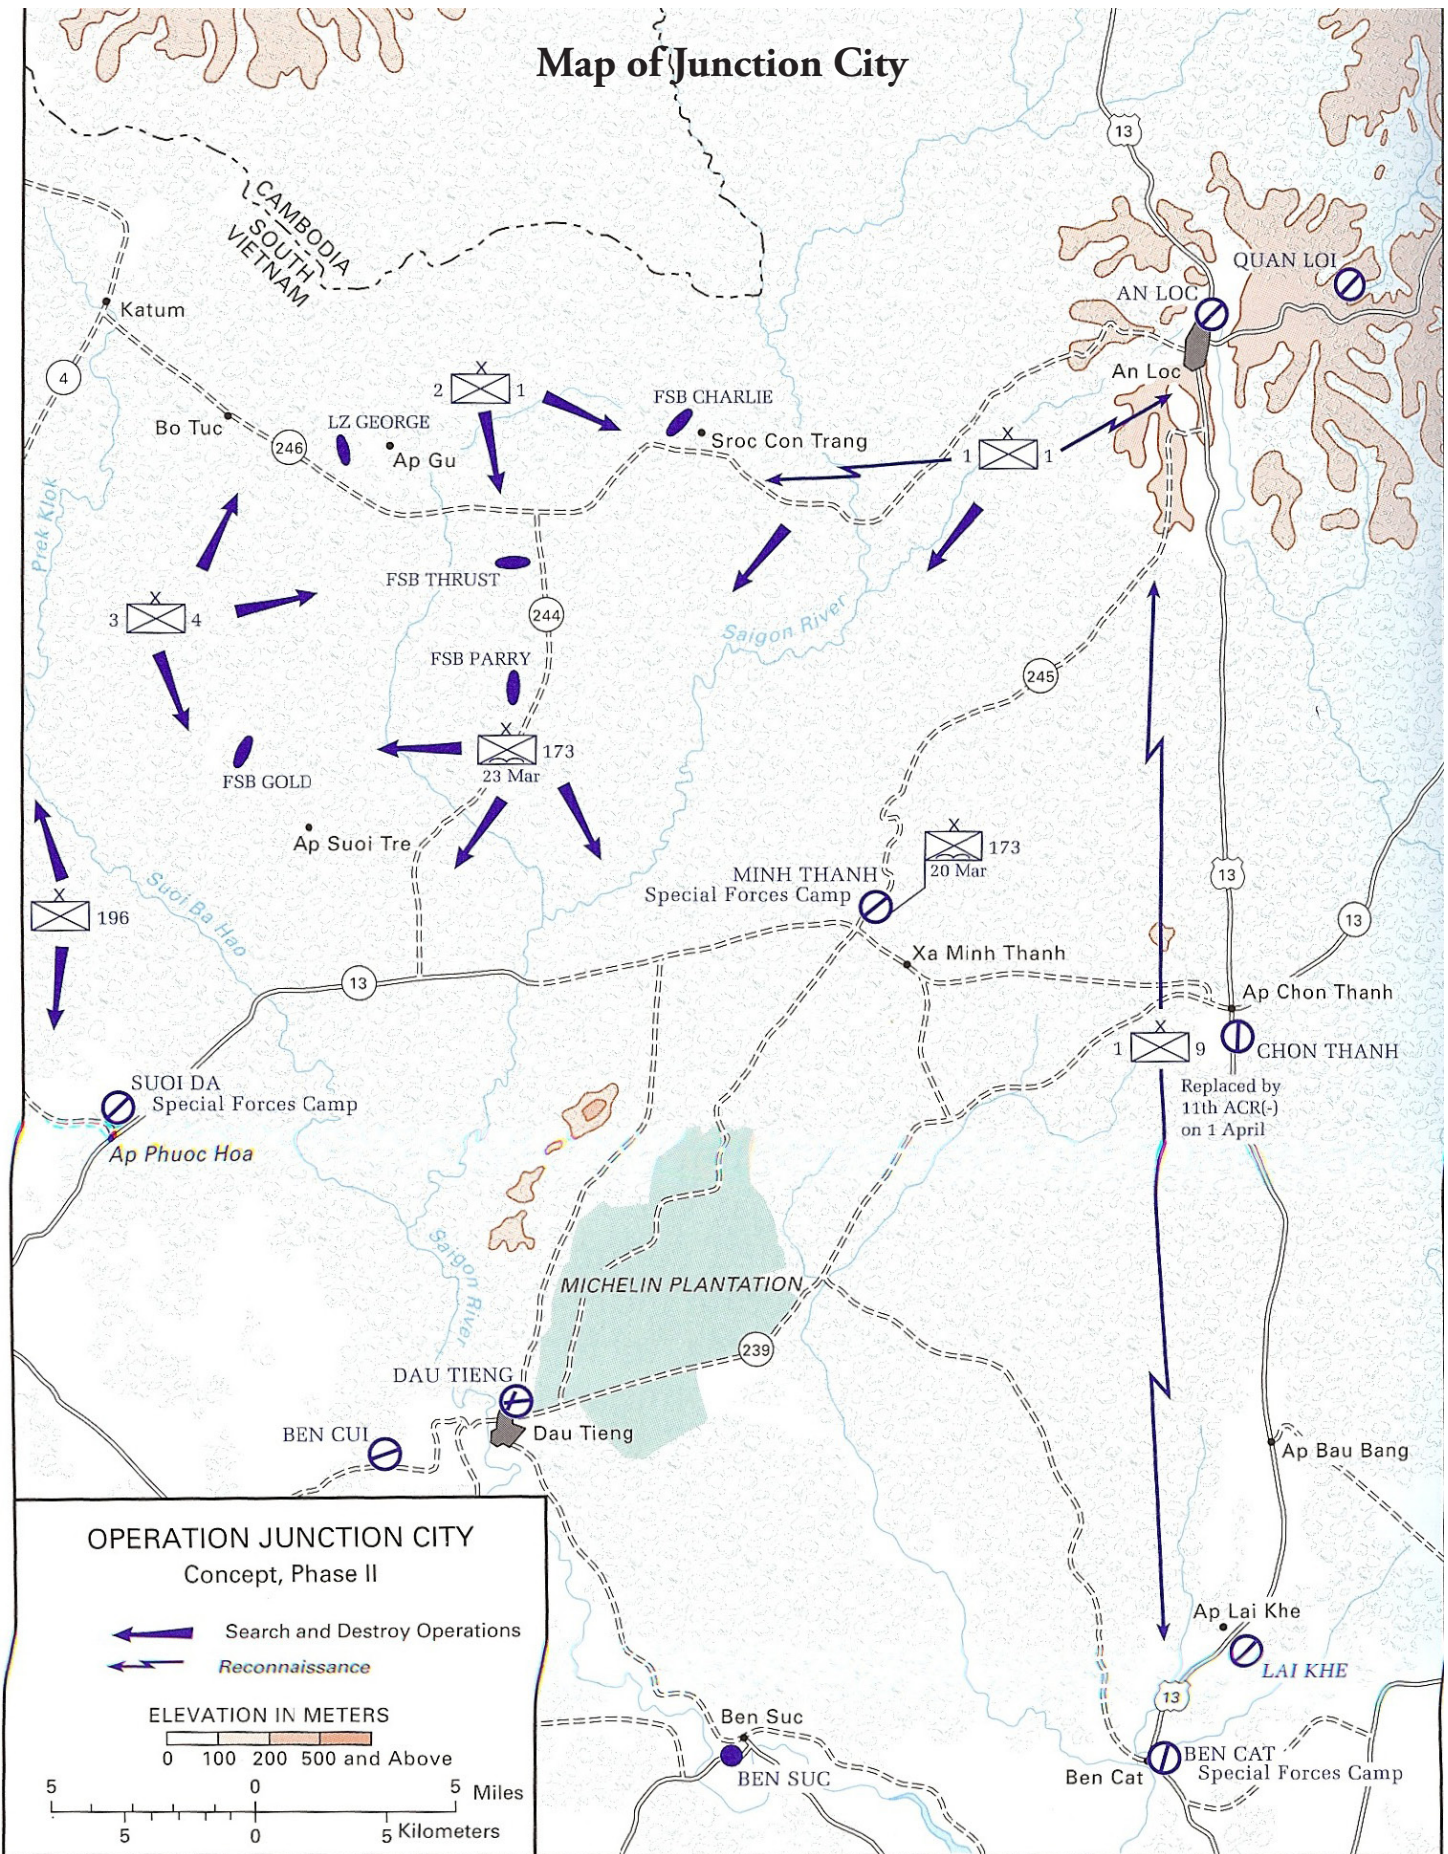 Map of Junction City
13
CAMBODIA
SOUTH
VIETNAM
QUAN LOI
AN LOC
Katum
4
An Loc
X
2 1
FSB CHARLIE
LZ GEORGE
Bo Tuc
246
Ap Gu
Sroc Con Trang
X
1 1
Prek Klok
FSB THRUST
X
3 4
244
Saigon River
FSB PARRY
245
X
173
23 Mar
FSB GOLD
Ap Suoi Tre
X
173
20 Mar
MINH THANH
Special Forces Camp
13
Suoi Ba Hao
X
196
13
Xa Minh Thanh
13
Ap Chon Thanh
X
1 9
CHON THANH
Replaced by
11th ACR(-)
on 1 April
SUOI DA
Special Forces Camp
Ap Phuoc Hoa
Saigon River
MICHELIN PLANTATION
239
DAU TIENG
BEN CUI
Dau Tieng
Ap Bau Bang
OPERATION JUNCTION CITY
Concept, Phase II
Search and Destroy Operations
Reconnaissance
ELEVATION IN METERS
0 100 200 500 and Above
5 0 5 Miles
5 0 5 Kilometers
Ap Lai Khe
LAI KHE
13
Ben Suc
BEN SUC
BEN CAT
Special Forces Camp
Ben Cat